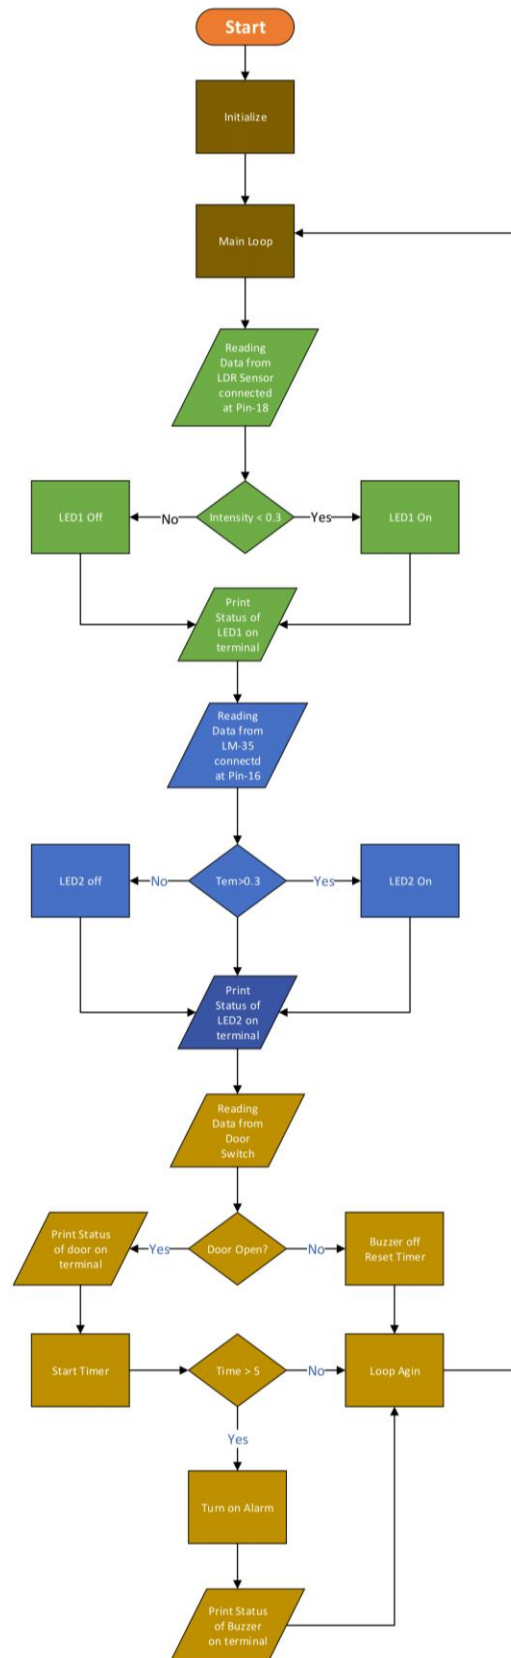 Start
Initialize
Main Loop
Reading
Data from
LDR Sensor
connected
at Pin-18
LED1 Off
No
Intensity < 0.3
Yes
LED1 On
Print
Status of
LED1 on
terminal
Reading
Data from
LM-35
connectd
at Pin-16
LED2 off
No
Tem>0.3
Yes
LED2 On
Print
Status of
LED2 on
terminal
Reading
Data from
Door
Switch
Print Status
of door on
terminal
Yes
Door Open?
No
Buzzer off
Reset Timer
Start Timer
Time > 5
No
Loop Agin
Yes
Turn on Alarm
Print Status
of Buzzer
on terminal